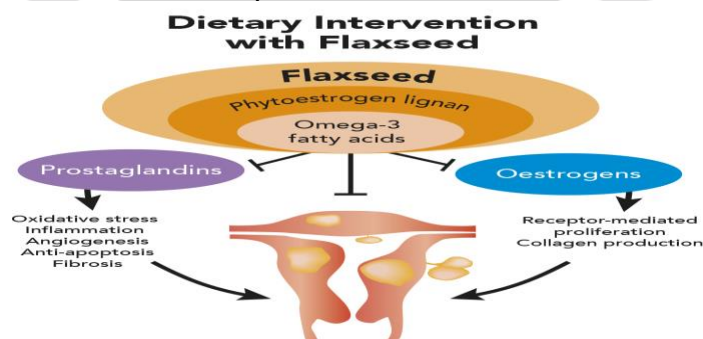 Dietary Intervention
with Flaxseed
Flaxseed
Phytoestrogen lignan
Omega-3
fatty acids
Prostaglandins
Oestrogens
Oxidative stress
Inflammation
Angiogenesis
Anti-apoptosis
Fibrosis
Receptor-mediated
proliferation
Collagen production